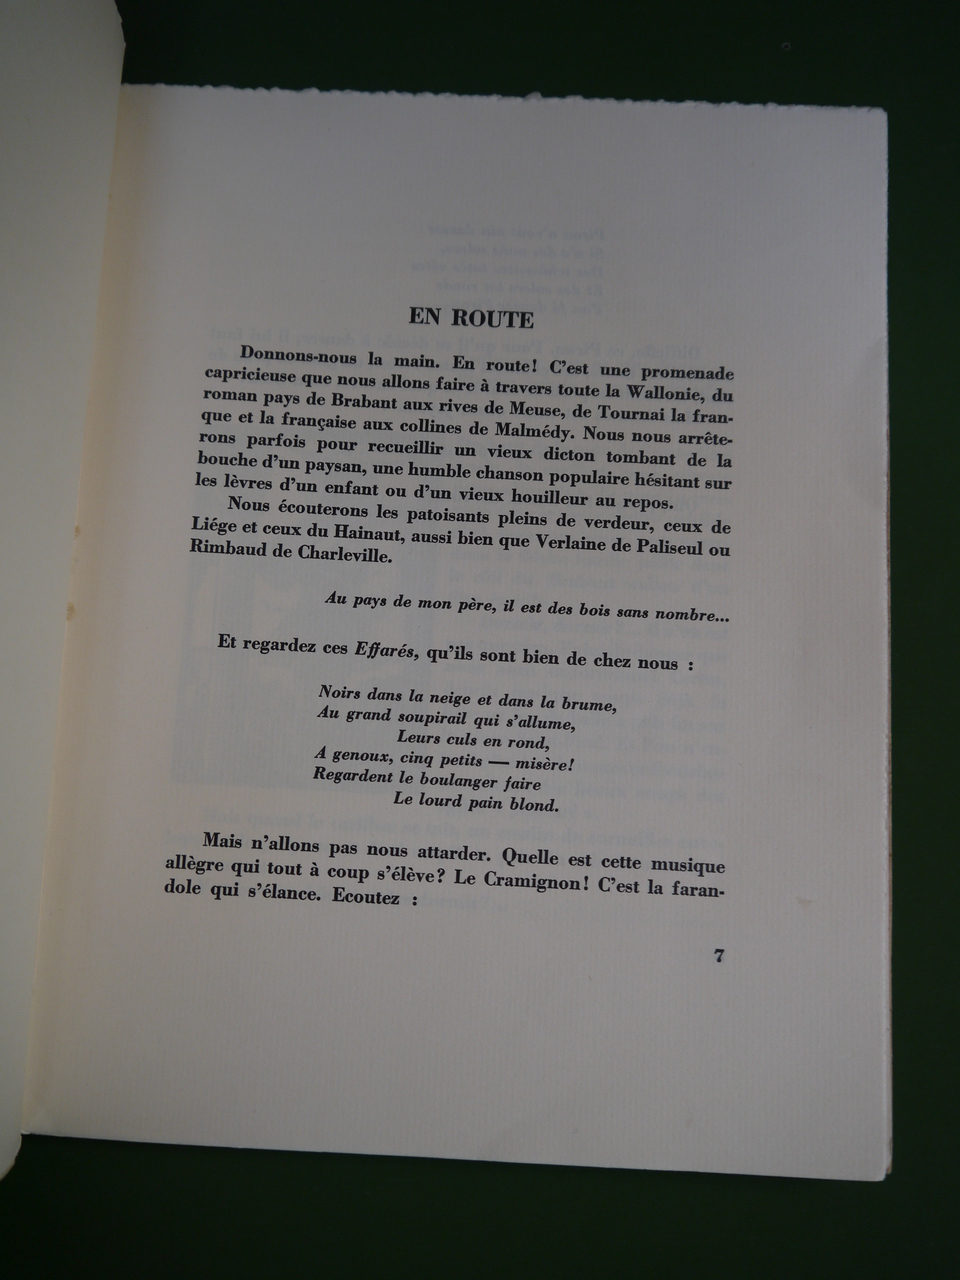 EN ROUTE
Donnons-nous la main. En route! C'est une promenade
capricieuse que nous allons faire à travers toute la Wallonie, du
roman pays de Brabant aux rives de Meuse, de Tournai la fran-
que et la française aux collines de Malmédy. Nous nous arrête-
rons parfois pour recueillir un vieux dicton tombant de la
bouche d'un paysan, une humble chanson populaire hésitant sur
les lèvres d'un enfant ou d'un vieux houilleur au repos.
Nous écouterons les patoisants pleins de verdeur, ceux de
Liége et ceux du Hainaut, aussi bien que Verlaine de Paliseul ou
Rimbaud de Charleville.
Au pays de mon père, il est des bois sans nombre...
Et regardez ces Effarés, qu'ils sont bien de chez nous :
Noirs dans la neige et dans la brume,
Au grand soupirail qui s'allume,
Leurs culs en rond,
A genoux, cinq petits — misère!
Regardent le boulanger faire
Le lourd pain blond.
Mais n'allons pas nous attarder. Quelle est cette musique
allègre qui tout à coup s'élève? Le Cramignon! C'est la faran-
dole qui s'élance. Ecoutez :
7